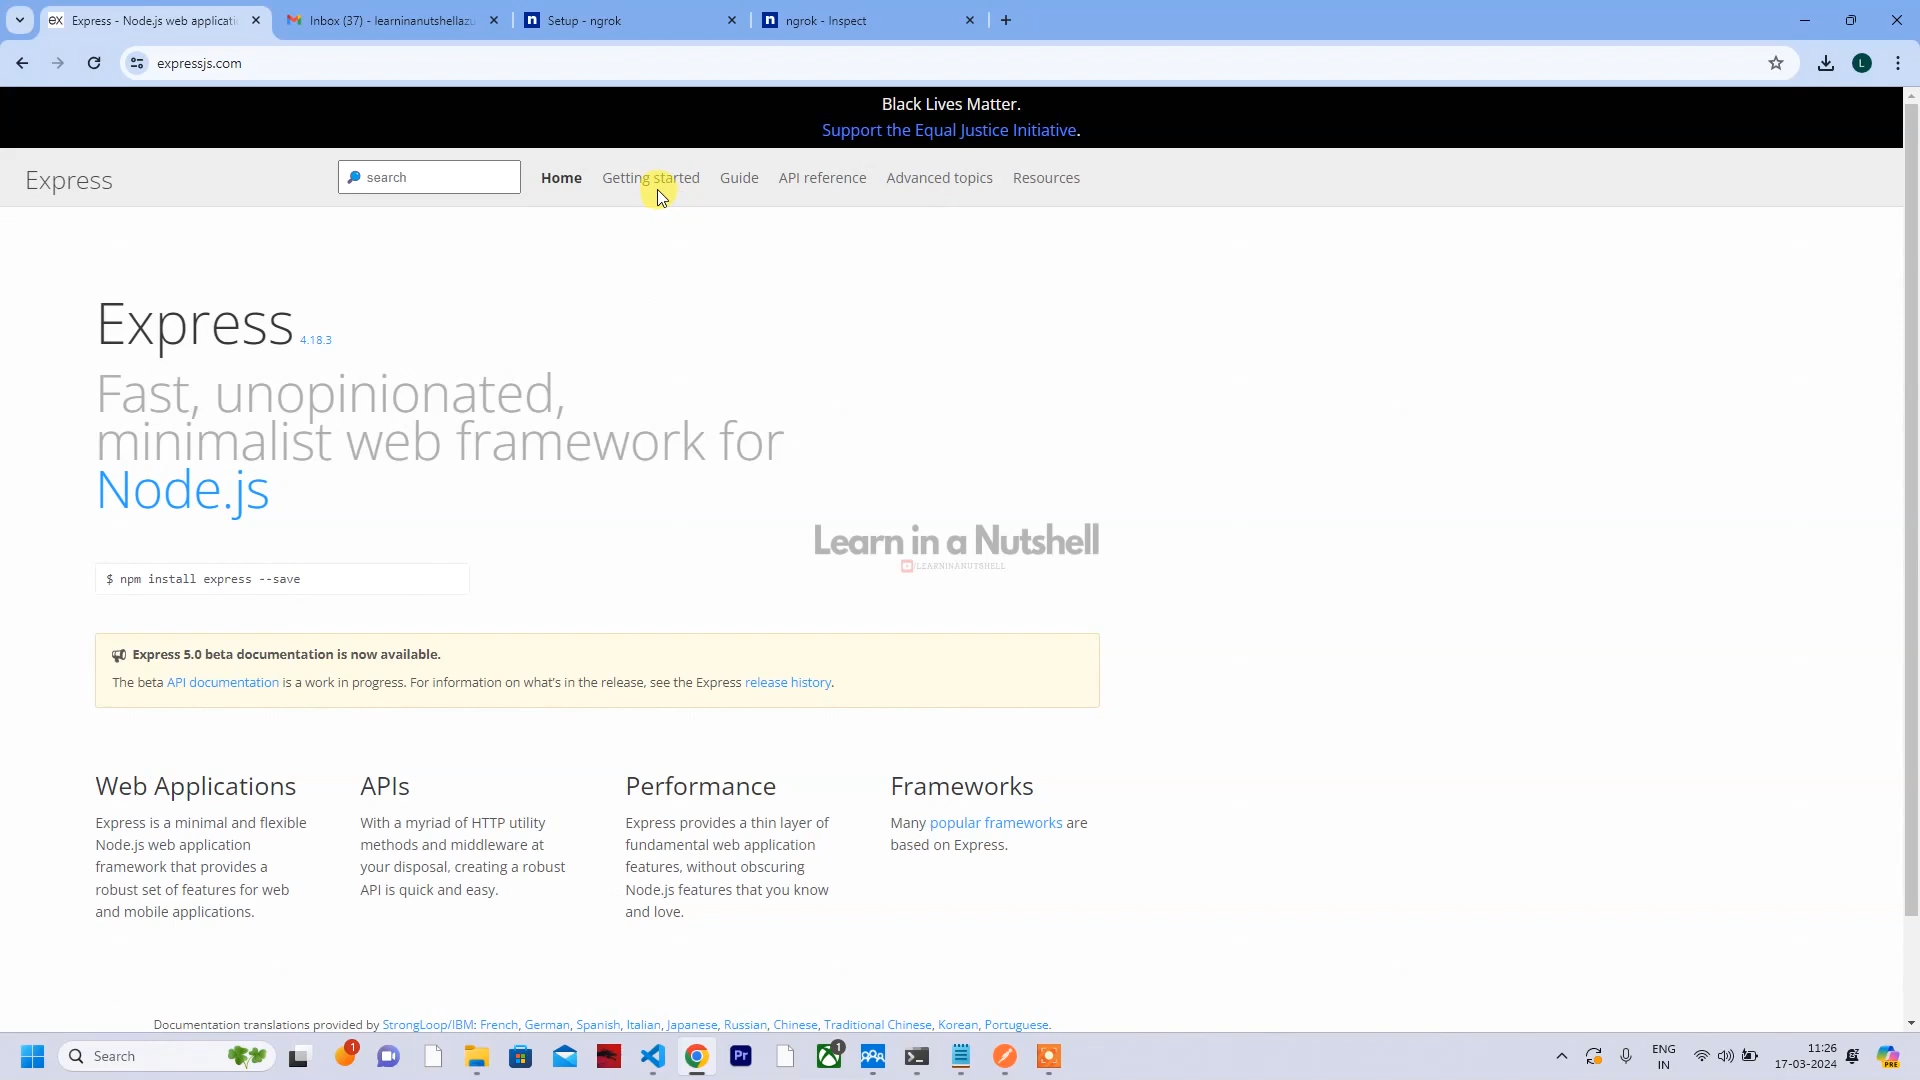 Express - Node.js web applicati
Inbox (37) - learninanutshellazu
Setup - ngrok
ngrok - Inspect
expressjs.com
L
Black Lives Matter.
Support the Equal Justice Initiative.
Express
search
Home
Getting started
Guide
API reference
Advanced topics
Resources
Express 4.18.3
Fast, unopinionated,
minimalist web framework for
Node.js
Learn in a Nutshell
/LEARNINANUTSHELL
$ npm install express --save
Express 5.0 beta documentation is now available.
The beta API documentation is a work in progress. For information on what's in the release, see the Express release history.
Web Applications
Express is a minimal and flexible
Node.js web application
framework that provides a
robust set of features for web
and mobile applications.
APIs
With a myriad of HTTP utility
methods and middleware at
your disposal, creating a robust
API is quick and easy.
Performance
Express provides a thin layer of
fundamental web application
features, without obscuring
Node.js features that you know
and love.
Frameworks
Many popular frameworks are
based on Express.
Documentation translations provided by StrongLoop/IBM: French, German, Spanish, Italian, Japanese, Russian, Chinese, Traditional Chinese, Korean, Portuguese.
Search
1
Pr
1
ENG
IN
11:26
17-03-2024
PRE